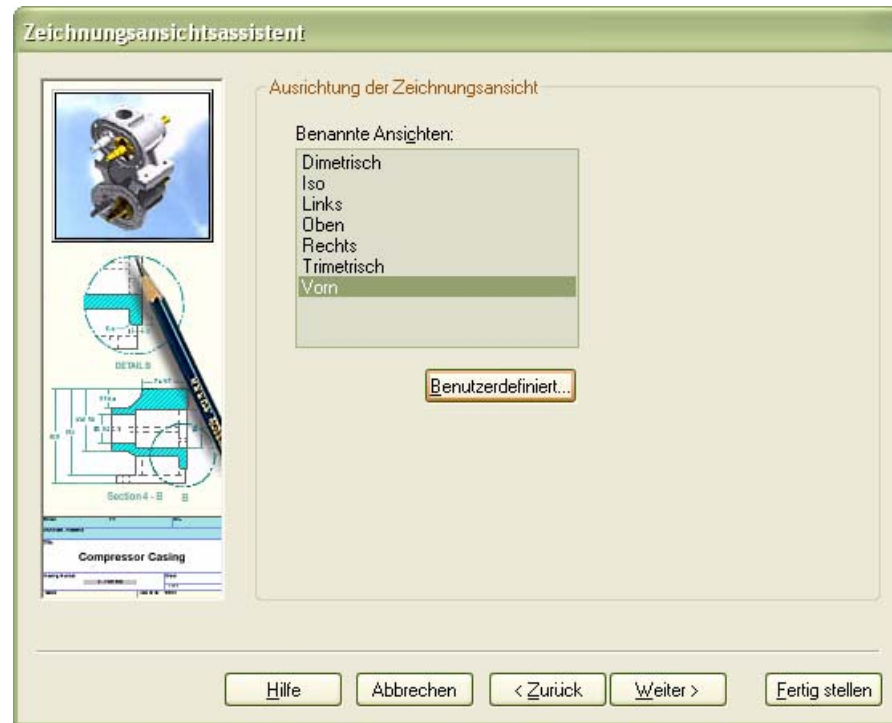 Zeichnungsansichtsassistent
Ausrichtung der Zeichnungsansicht
Benannte Ansichten:
Dimetrisch
Iso
Links
Oben
Rechts
Trimetrisch
Vorn
Benutzerdefiniert...
DETAIL B
Section 4 - B B
Compressor Casing
Hilfe
Abbrechen
< Zurück
Weiter >
Fertig stellen